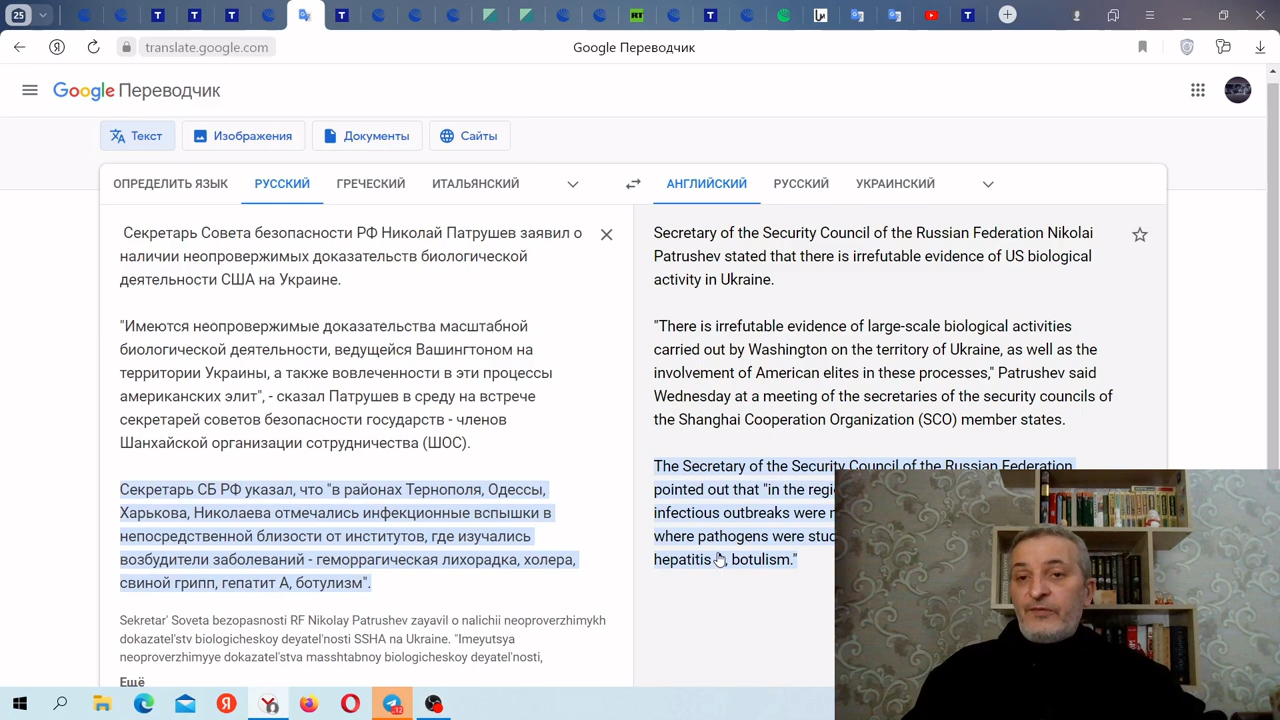 25
translate.google.com
Google Переводчик
Google Переводчик
Текст
Изображения
Документы
Сайты
ОПРЕДЕЛИТЬ ЯЗЫК
РУССКИЙ
ГРЕЧЕСКИЙ
ИТАЛЬЯНСКИЙ
АНГЛИЙСКИЙ
РУССКИЙ
УКРАИНСКИЙ
Секретарь Совета безопасности РФ Николай Патрушев заявил о
наличии неопровержимых доказательств биологической
деятельности США на Украине.
"Имеются неопровержимые доказательства масштабной
биологической деятельности, ведущейся Вашингтоном на
территории Украины, а также вовлеченности в эти процессы
американских элит", - сказал Патрушев в среду на встрече
секретарей советов безопасности государств - членов
Шанхайской организации сотрудничества (ШОС).
Секретарь СБ РФ указал, что "в районах Тернополя, Одессы,
Харькова, Николаева отмечались инфекционные вспышки в
непосредственной близости от институтов, где изучались
возбудители заболеваний - геморрагическая лихорадка, холера,
свиной грипп, гепатит А, ботулизм".
Sekretar' Soveta bezopasnosti RF Nikolay Patrushev zayavil o nalichii neoproverzhimykh
dokazatel'stv biologicheskoy deyatel'nosti SSHA na Ukraine. "Imeyutsya
neoproverzhimyye dokazatel'stva masshtabnoy biologicheskoy deyatel'nosti,
Ещё
Secretary of the Security Council of the Russian Federation Nikolai
Patrushev stated that there is irrefutable evidence of US biological
activity in Ukraine.
"There is irrefutable evidence of large-scale biological activities
carried out by Washington on the territory of Ukraine, as well as the
involvement of American elites in these processes," Patrushev said
Wednesday at a meeting of the secretaries of the security councils of
the Shanghai Cooperation Organization (SCO) member states.
The Secretary of the Security Council of the Russian Federation
pointed out that "in the
infectious outbreaks were
where pathogens were
hepatitis , botulism."